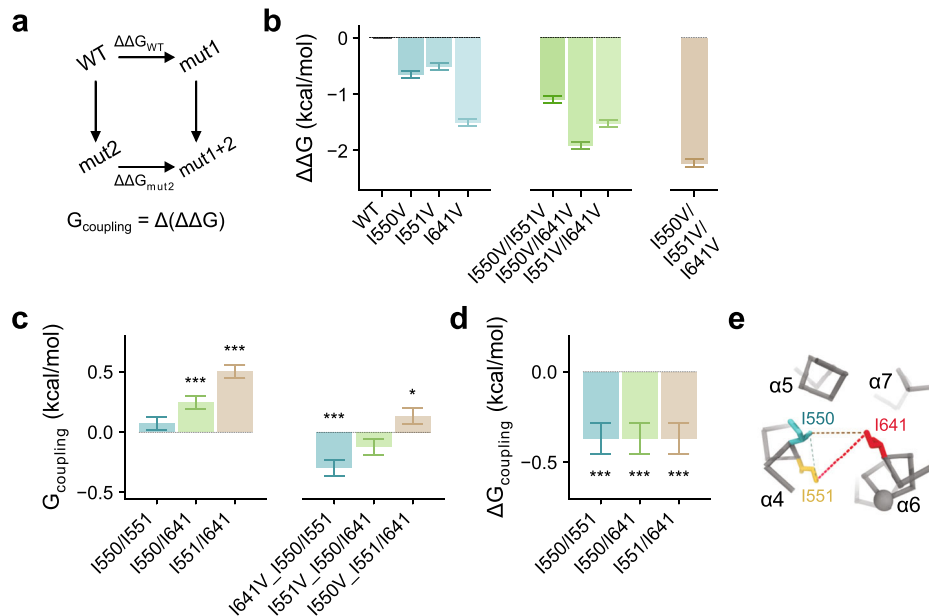 a
WT
ΔΔG_WT
mut1
mut2
ΔΔG_mut2
mut1+2
G_coupling = Δ(ΔΔG)
b
ΔΔG (kcal/mol)
0
−1
−2
WT
I550V
I551V
I641V
I550V/I551V
I550V/I641V
I551V/I641V
I550V/
I551V/
I641V
c
G_coupling (kcal/mol)
0.5
0.0
−0.5
***
***
***
*
I550/I551
I550/I641
I551/I641
I641V_I550/I551
I551V_I550/I641
I550V_I551/I641
d
ΔG_coupling (kcal/mol)
0.0
−0.5
*** *** ***
I550/I551
I550/I641
I551/I641
e
α5
α7
I550
I641
I551
α4
α6